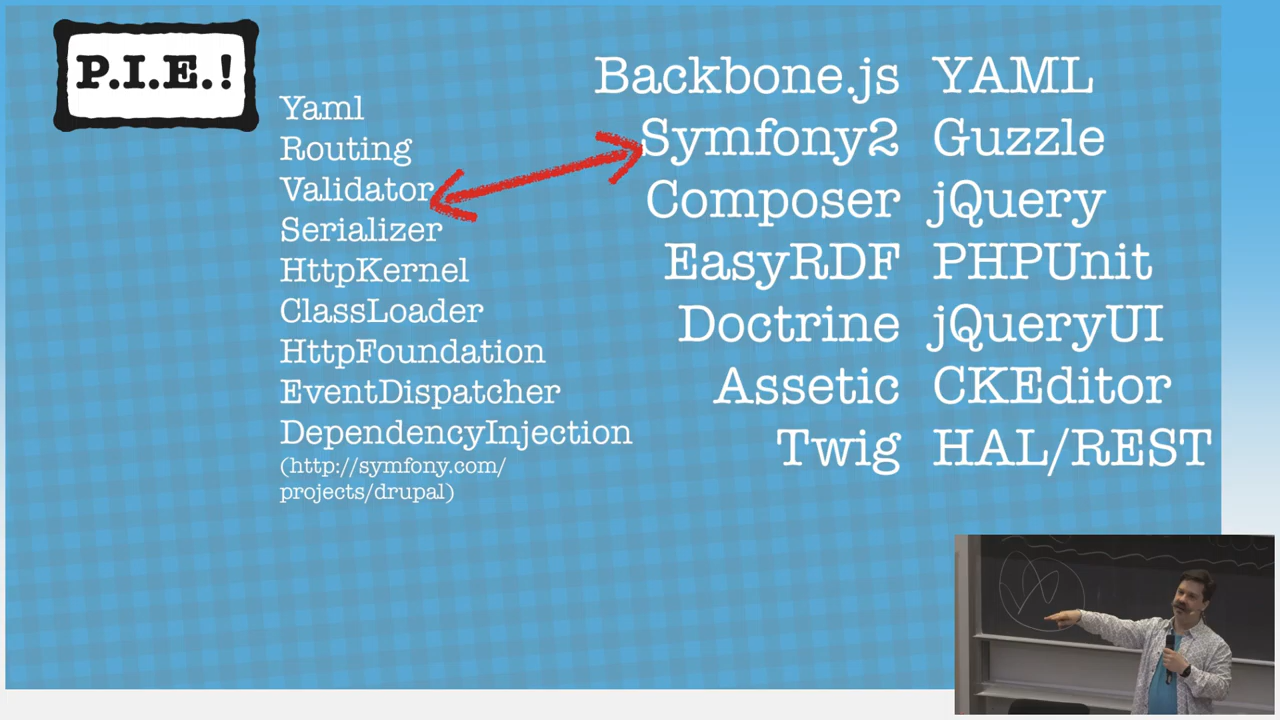 P.I.E.!
Yaml
Routing
Validator
Serializer
HttpKernel
ClassLoader
HttpFoundation
EventDispatcher
DependencyInjection
(http://symfony.com/
projects/drupal)
Backbone.js YAML
Symfony2 Guzzle
Composer jQuery
EasyRDF PHPUnit
Doctrine jQueryUI
Assetic CKEditor
Twig HAL/REST